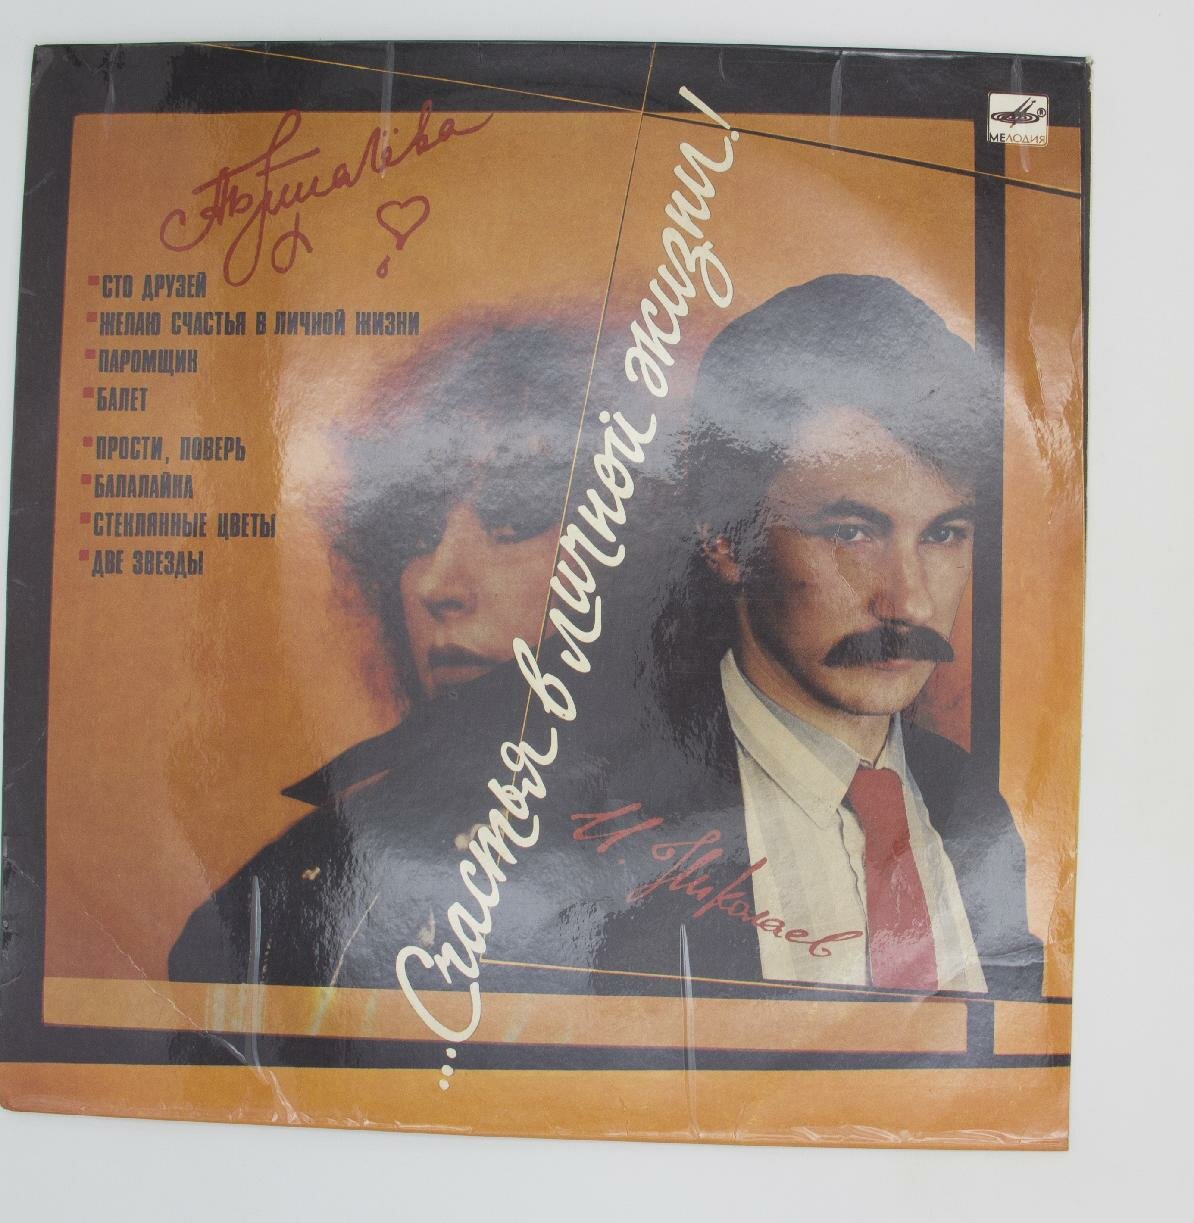 А. Пугачёва
МЕЛОДИЯ
СТО ДРУЗЕЙ
ЖЕЛАЮ СЧАСТЬЯ В ЛИЧНОЙ ЖИЗНИ
ПАРОМЩИК
БАЛЕТ
ПРОСТИ, ПОВЕРЬ
БАЛАЛАЙКА
СТЕКЛЯННЫЕ ЦВЕТЫ
ДВЕ ЗВЕЗДЫ
...Счастья в личной жизни!
И. Николаев